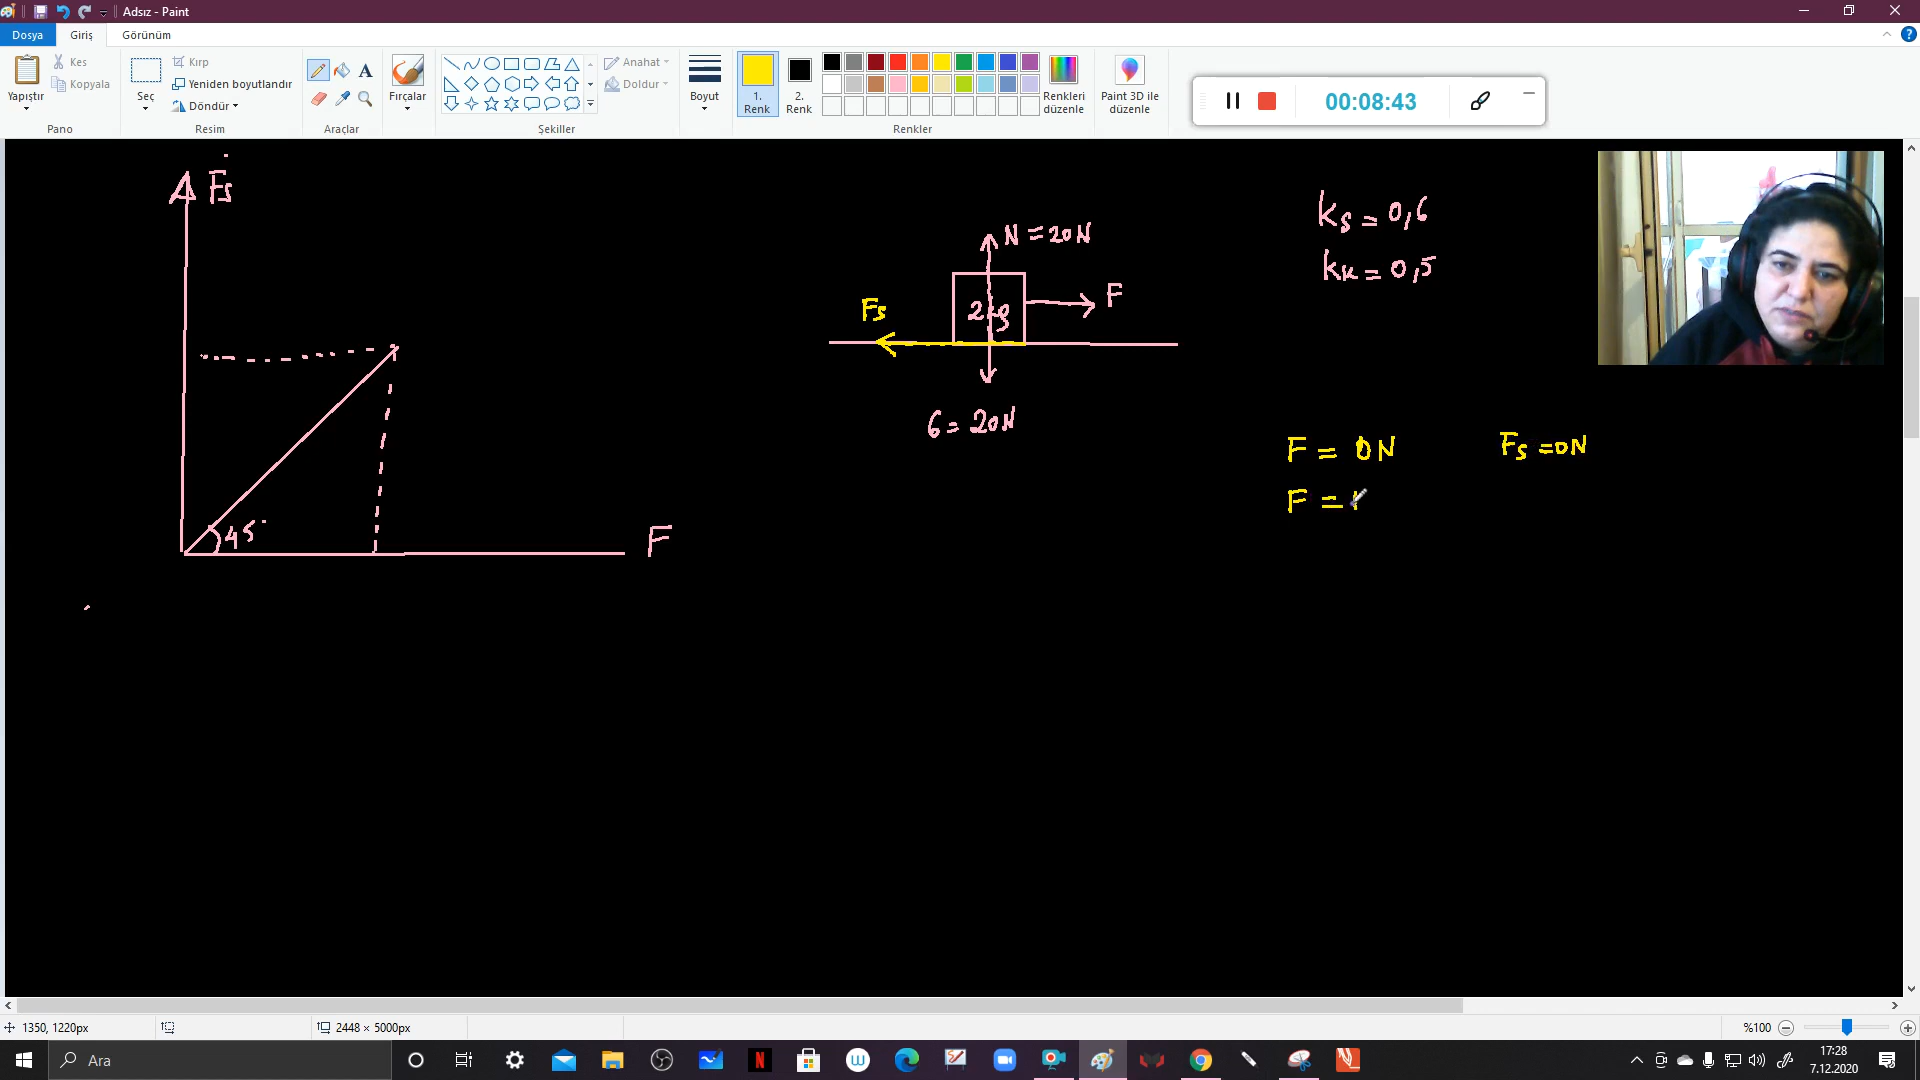 Adsız - Paint
Dosya
Giriş
Görünüm
Yapıştır
Kes
Kopyala
Pano
Seç
Kırp
Yeniden boyutlandır
Döndür
Resim
A
Araçlar
Fırçalar
Anahat
Doldur
Şekiller
Boyut
1.
Renk
2.
Renk
Renkleri
düzenle
Renkler
Paint 3D ile
düzenle
00:08:43
Fs
45
F
N = 20N
Fs
F
G = 20N
ks = 0,6
kk = 0,5
F = 0N
Fs = 0N
F =
1350, 1220px
2448 × 5000px
%100
Ara
17:28
7.12.2020